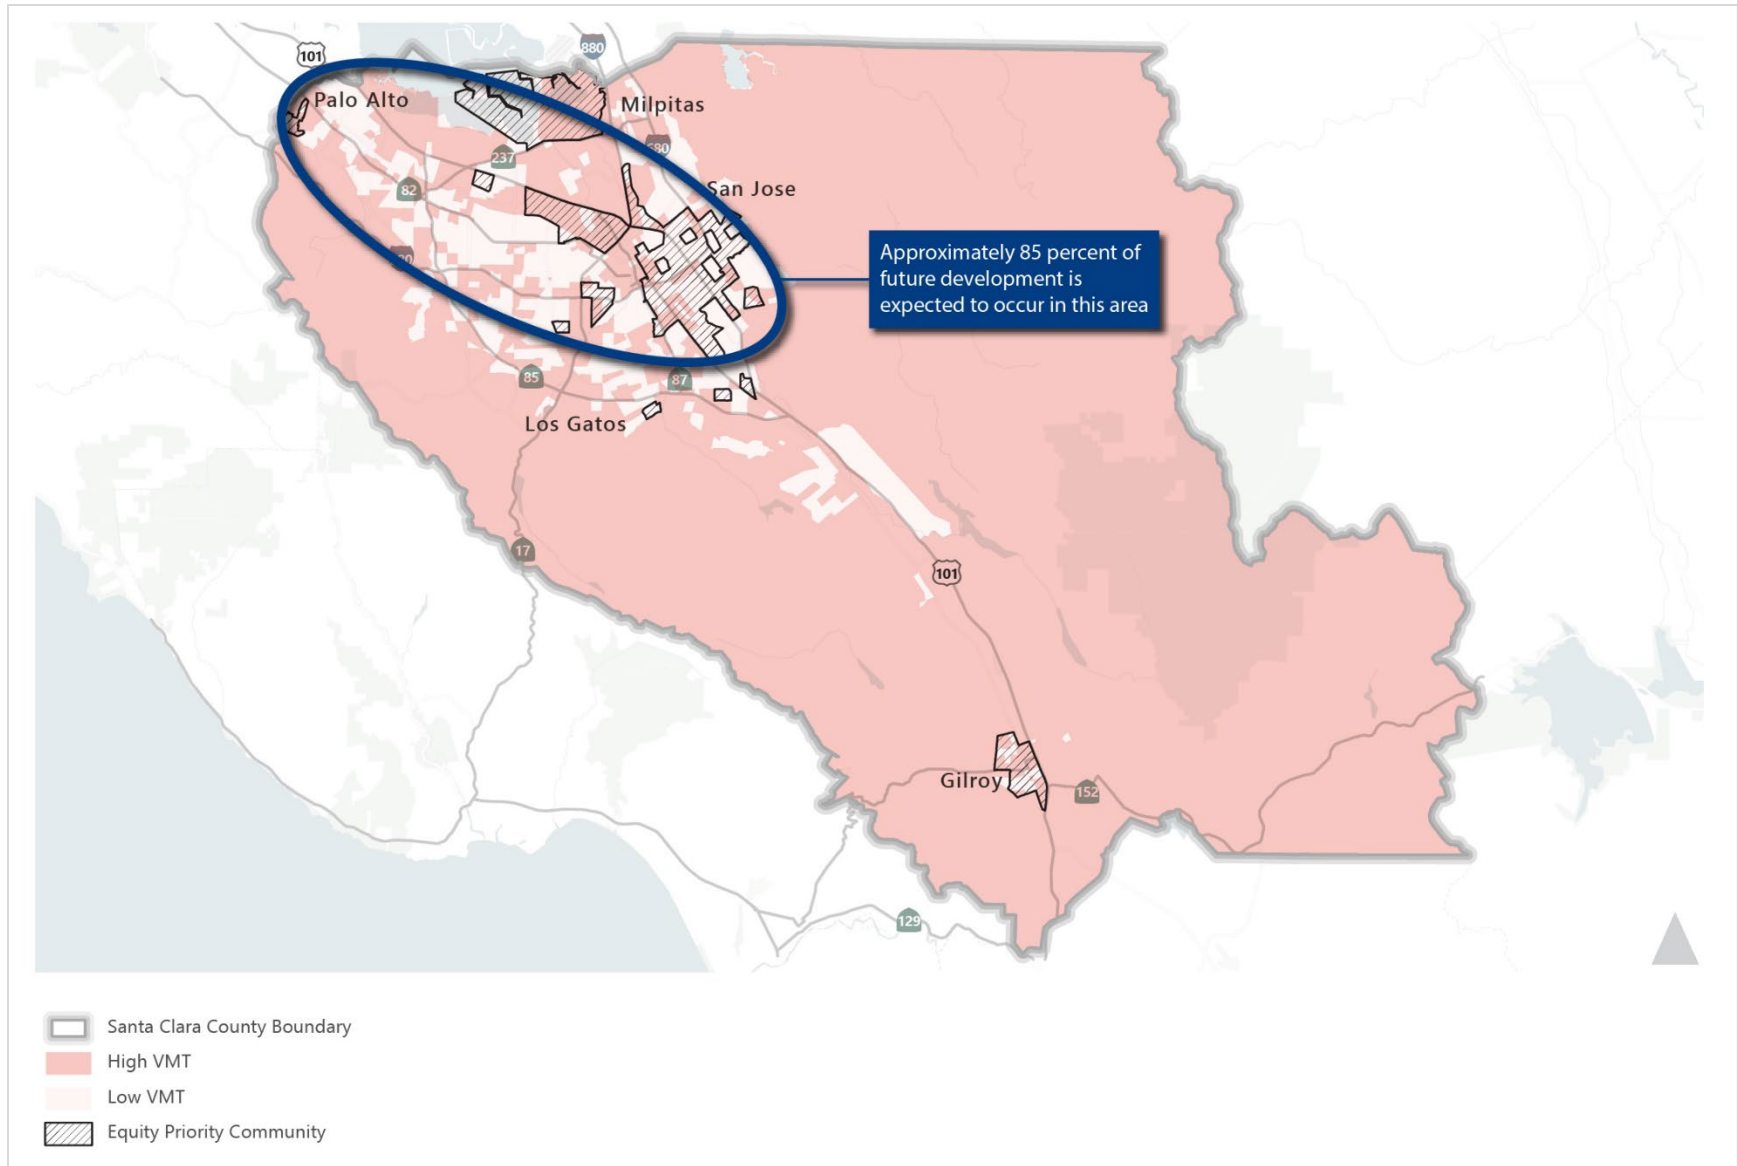 101
880
Palo Alto
Milpitas
680
237
82
San Jose
Approximately 85 percent of
future development is
expected to occur in this area
85
87
Los Gatos
17
101
Gilroy
152
129
Santa Clara County Boundary
High VMT
Low VMT
Equity Priority Community